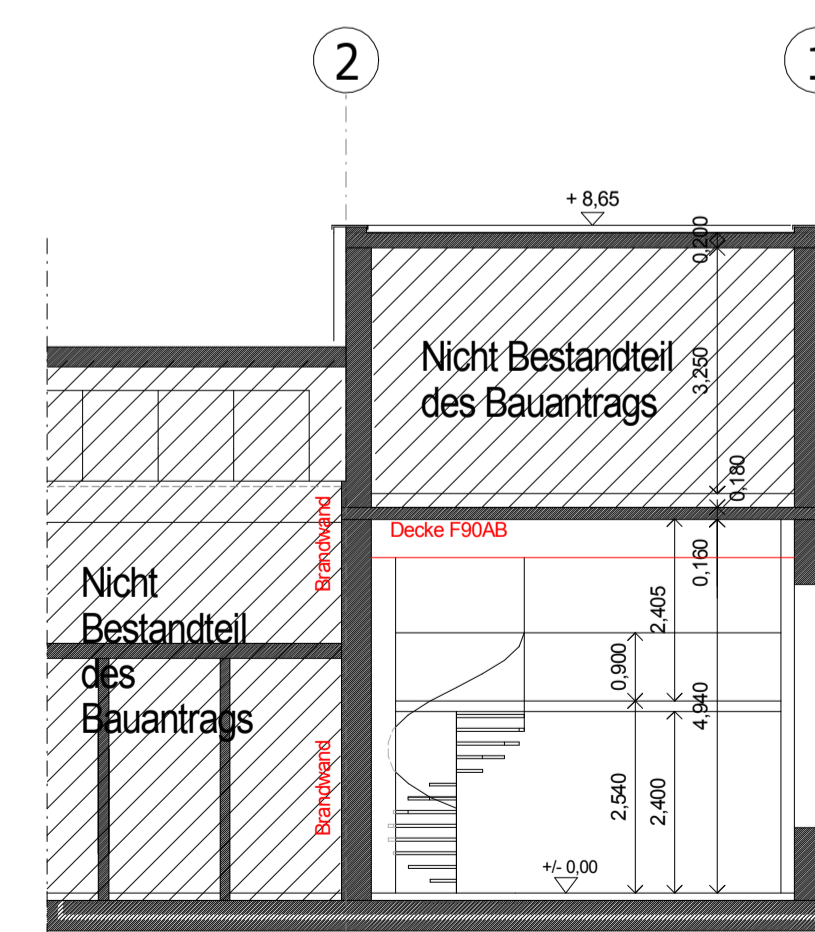 2
+ 8,65
0,200
Nicht Bestandteil
des Bauantrags
3,250
0,180
Decke F90AB
Brandwand
0,160
Nicht
Bestandteil
des
Bauantrags
2,405
0,900
4,940
Brandwand
2,540
2,400
+/- 0,00